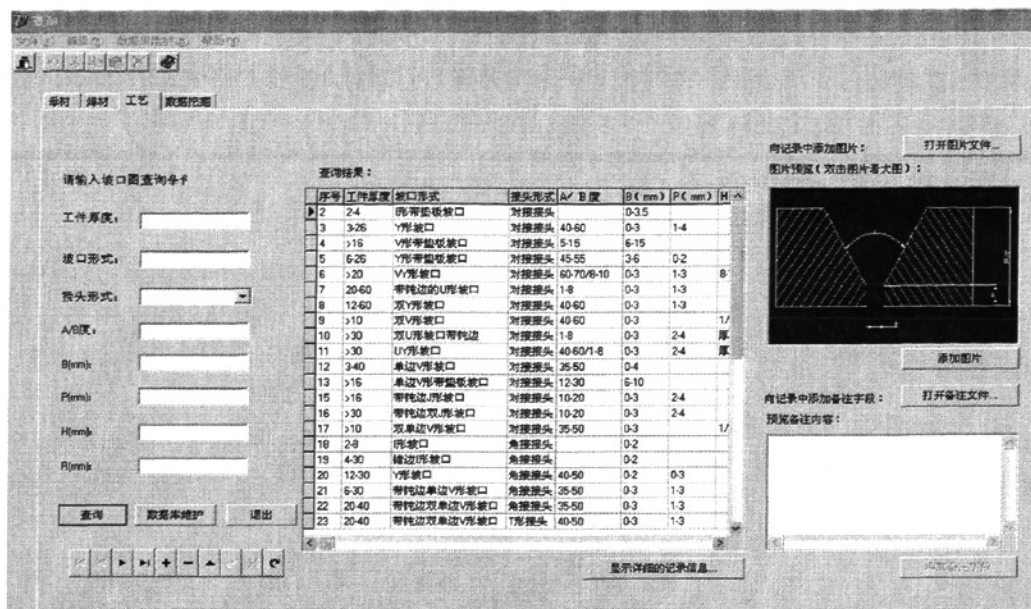 母材 焊材 工艺 数据挖掘
请输入坡口图查询条件
工件厚度：
坡口形式：
接头形式：
A/B度：
B(mm):
P(mm):
H(mm):
R(mm):
查询 数据库维护 退出
查询结果：
序号 工件厚度 坡口形式 接头形式 A/ B 度 B( mm) P( mm) H
2 2-4 I形带垫板坡口 对接接头 0-3.5
3 3-26 Y形坡口 对接接头 40-60 0-3 1-4
4 >16 V形带垫板坡口 对接接头 5-15 6-15
5 6-26 Y形带垫板坡口 对接接头 45-55 3-6 0-2
6 >20 VY形坡口 对接接头 60-70/8-10 0-3 1-3 8-
7 20-60 带钝边的U形坡口 对接接头 1-8 0-3 1-3
8 12-60 双Y形坡口 对接接头 40-60 0-3 1-3
9 >10 双V形坡口 对接接头 40-60 0-3 1/
10 >30 双U形坡口带钝边 对接接头 1-8 0-3 2-4 厚
11 >30 UY形坡口 对接接头 40-60/1-8 0-3 2-4 厚
12 3-40 单边V形坡口 对接接头 35-50 0-4
13 >16 单边V形带垫板坡口 对接接头 12-30 6-10
15 >16 带钝边J形坡口 对接接头 10-20 0-3 2-4
16 >30 带钝边双J形坡口 对接接头 10-20 0-3 2-4
17 >10 双单边V形坡口 对接接头 35-50 0-3 1/
18 2-8 I形坡口 角接接头 0-2
19 4-30 错边I形坡口 角接接头 0-2
20 12-30 Y形坡口 角接接头 40-50 0-2 0-3
21 6-30 带钝边单边V形坡口 角接接头 35-50 0-3 1-3
22 20-40 带钝边双单边V形坡口 角接接头 35-50 0-3 1-3
23 20-40 带钝边双单边V形坡口 T形接头 40-50 0-3 1-3
显示详细的记录信息...
向记录中添加图片： 打开图片文件...
图片预览(双击图片看大图)：
添加图片
向记录中添加备注字段： 打开备注文件...
预览备注内容：